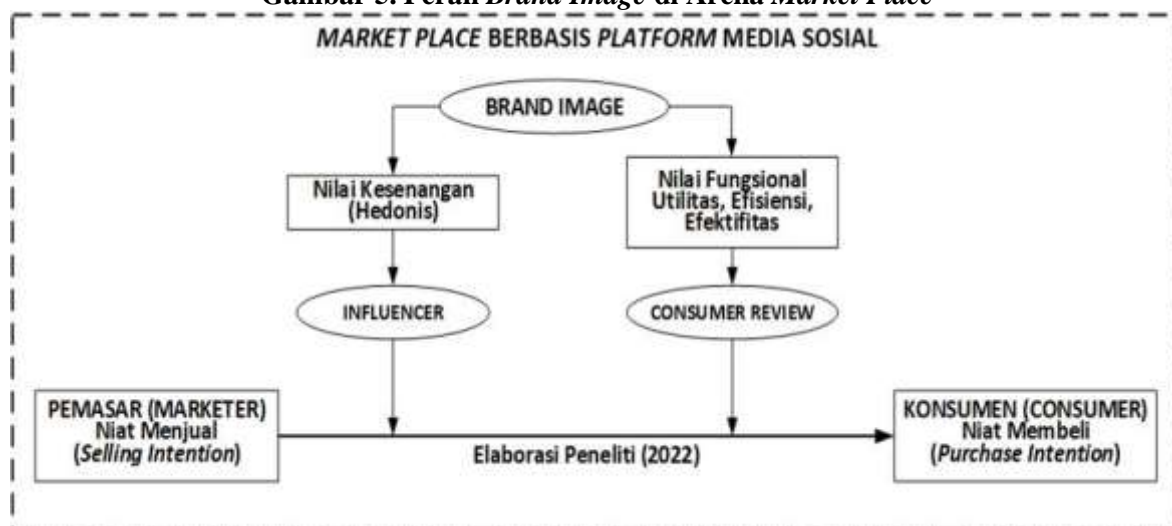 Gambar 3. Peran Brand Image di Arena Market Place
MARKET PLACE BERBASIS PLATFORM MEDIA SOSIAL
BRAND IMAGE
Nilai Kesenangan
(Hedonis)
Nilai Fungsional
Utilitas, Efisiensi,
Efektifitas
INFLUENCER
CONSUMER REVIEW
PEMASAR (MARKETER)
Niat Menjual
(Selling Intention)
Elaborasi Peneliti (2022)
KONSUMEN (CONSUMER)
Niat Membeli
(Purchase Intention)